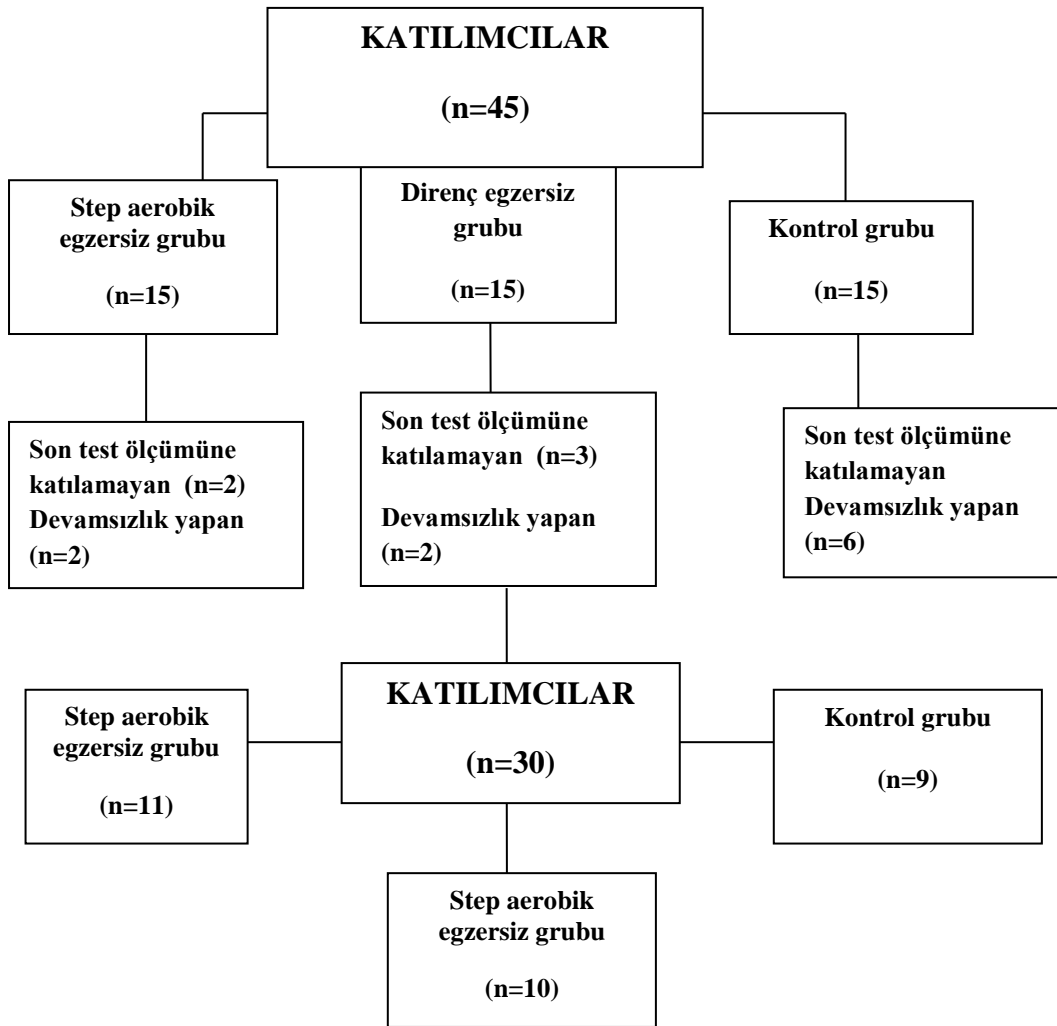 KATILIMCILAR
(n=45)
Step aerobik
egzersiz grubu
(n=15)
Direnç egzersiz
grubu
(n=15)
Kontrol grubu
(n=15)
Son test ölçümüne
katılamayan (n=2)
Devamsızlık yapan
(n=2)
Son test ölçümüne
katılamayan (n=3)
Devamsızlık yapan
(n=2)
Son test ölçümüne
katılamayan
Devamsızlık yapan
(n=6)
Step aerobik
egzersiz grubu
(n=11)
KATILIMCILAR
(n=30)
Kontrol grubu
(n=9)
Step aerobik
egzersiz grubu
(n=10)